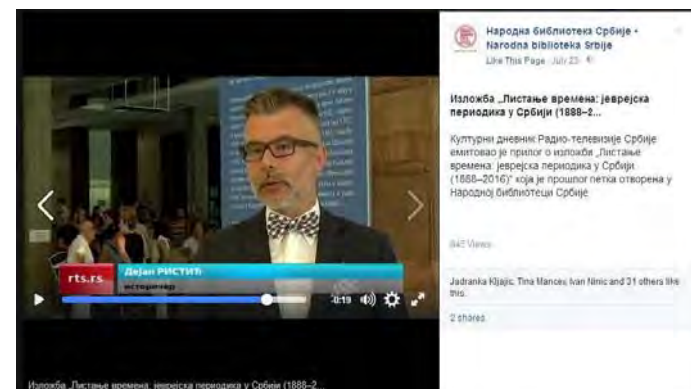 Народна библиотека Србије -
Narodna biblioteka Srbije
Like This Page · July 23 ·
Изложба „Листање времена: јеврејска
периодика у Србији (1888–2...
Културни дневник Радио-телевизије Србије
емитовао је прилог о изложби „Листање
времена: јеврејска периодика у Србији
(1888–2016)“ која је прошлог петка отворена у
Народној библиотеци Србије
Views
Jadranka Kljajic, Tina Mances, Ivan Ninic and 31 others like
this.
2 shares
rts.rs
Дејан РИСТИЋ
историчар
-0:19
Изложба „Листање времена: јеврејска периодика у Србији (1888–2...